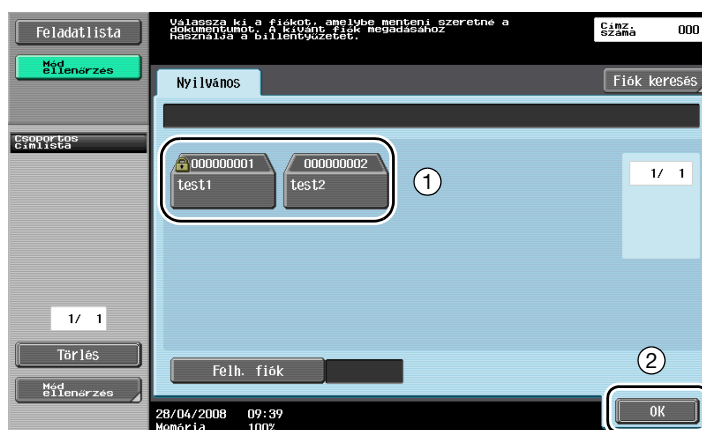 Feladatlista
Mód
ellenőrzés
Csoportos
címlista
1/ 1
Törlés
Mód
ellenőrzés
Válassza ki a fiókot, amelybe menteni szeretné a
dokumentumot. A kívánt fiók megadásához
használja a billentyűzetet.
Címz.
száma 000
Nyilvános
Fiók keresés
000000001 000000002
test1 test2
1
1/ 1
Felh. fiók
2
OK
28/04/2008 09:39
Memória 100%